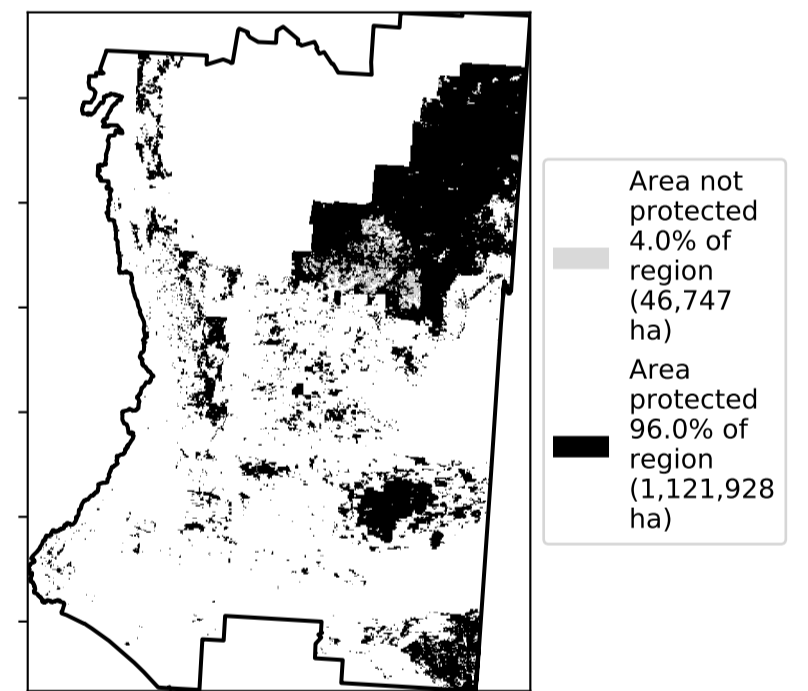 Area not
protected
4.0% of
region
(46,747
ha)
Area
protected
96.0% of
region
(1,121,928
ha)